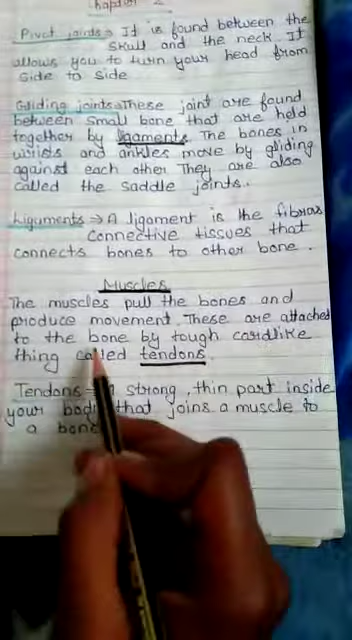 Chapter 2
Pivot joints:- It is found between the
skull and the neck. It
allows you to turn your head from
side to side
Gliding joints:- These joint are found
between small bone that are held
together by ligaments. The bones in
wrists and ankles move by gliding
against each other They are also
called the saddle joints.
Liguments → A ligament is the fibras
connective tissues that
connects bones to other bone.
Muscles
The muscles pull the bones and
produce movement. These are attached
to the bone by tough cordlike
thing called tendons.
Tendons → A strong, thin part inside
your body that joins a muscle to
a bone